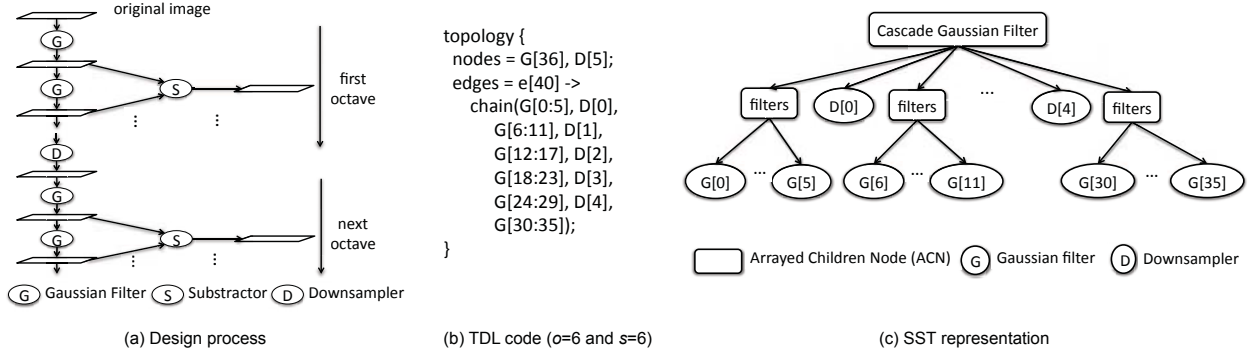 original image
G
G
S
first
octave
...
...
D
G
G
S
next
octave
...
...
G Gaussian Filter S Substractor D Downsampler
(a) Design process
topology {
nodes = G[36], D[5];
edges = e[40] ->
chain(G[0:5], D[0],
G[6:11], D[1],
G[12:17], D[2],
G[18:23], D[3],
G[24:29], D[4],
G[30:35]);
}
(b) TDL code (o=6 and s=6)
Cascade Gaussian Filter
filters D[0] filters ... D[4] filters
G[0] ... G[5] G[6] ... G[11] G[30] ... G[35]
Arrayed Children Node (ACN) G Gaussian filter D Downsampler
(c) SST representation